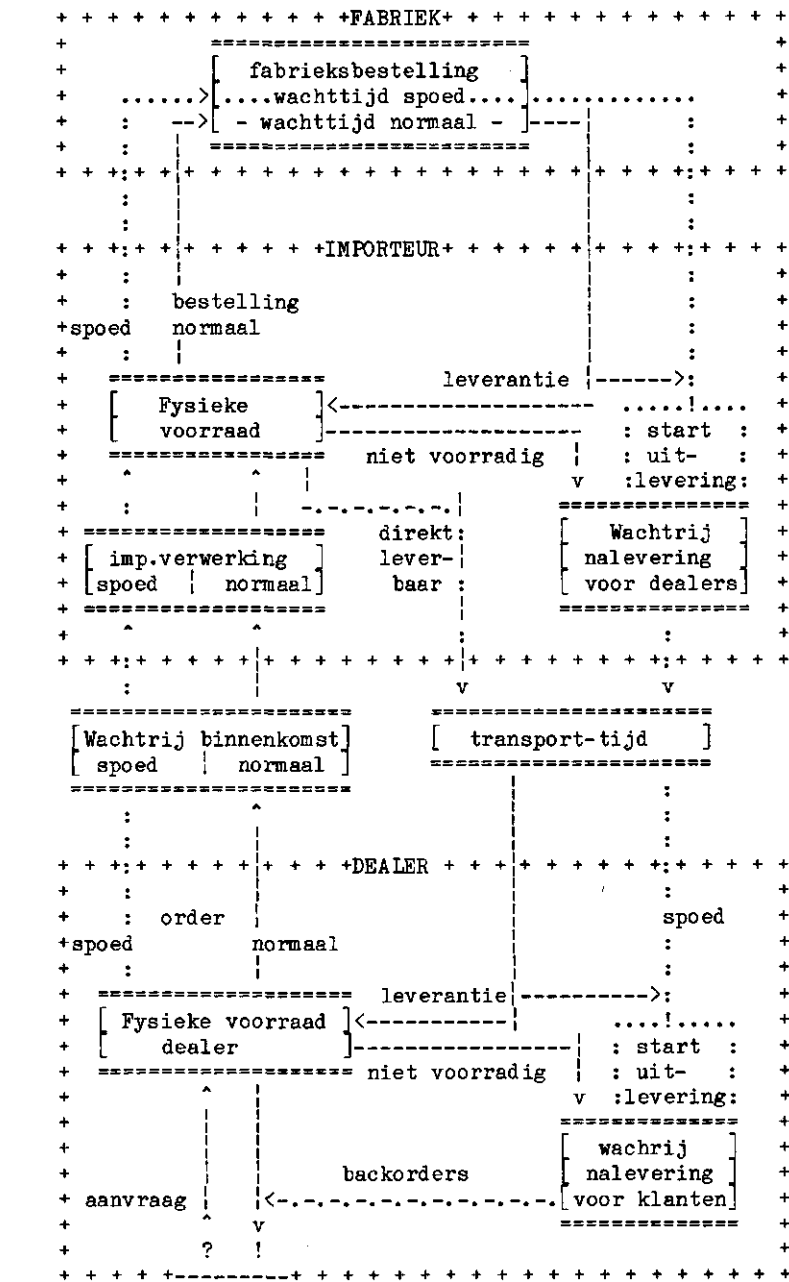 FABRIEK
fabrieksbestelling
wachttijd spoed
wachttijd normaal
IMPORTEUR
bestelling
spoed normaal
leverantie
Fysieke
voorraad
start
niet voorradig
uit-
levering
direkt
lever-
baar
Wachtrij
nalevering
voor dealers
imp.verwerking
spoed normaal
Wachtrij binnenkomst
spoed normaal
transport-tijd
DEALER
order
spoed
spoed normaal
leverantie
Fysieke voorraad
dealer
start
niet voorradig
uit-
levering
wachrij
nalevering
voor klanten
backorders
aanvraag
? !